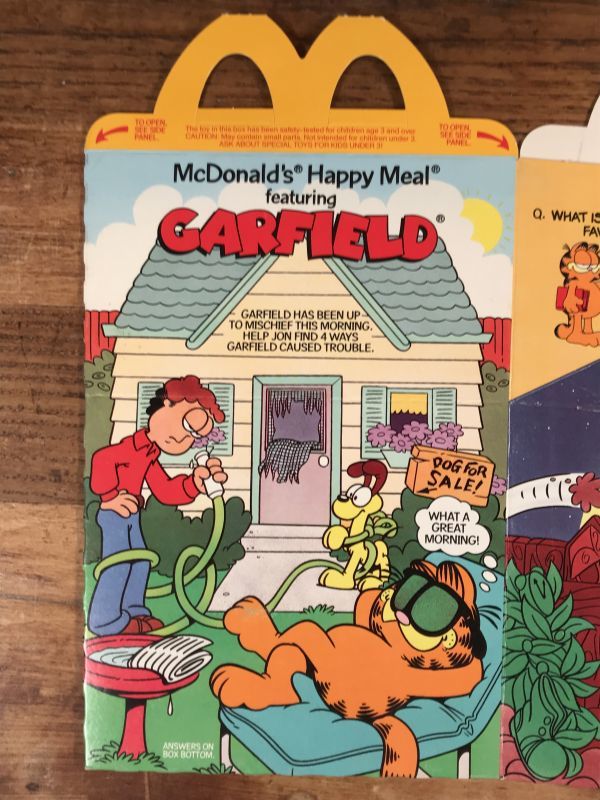 TO OPEN,
SEE SIDE
PANEL.
The toy in this box has been safety-tested for children age 3 and over.
CAUTION: May contain small parts. Not intended for children under 3.
ASK ABOUT SPECIAL TOYS FOR KIDS UNDER 3!
TO OPEN,
SEE SIDE
PANEL.
McDonald's® Happy Meal®
featuring
GARFIELD®
GARFIELD HAS BEEN UP
TO MISCHIEF THIS MORNING.
HELP JON FIND 4 WAYS
GARFIELD CAUSED TROUBLE.
DOG FOR
SALE!
WHAT A
GREAT
MORNING!
ANSWERS ON
BOX BOTTOM.
Q. WHAT IS
FAV